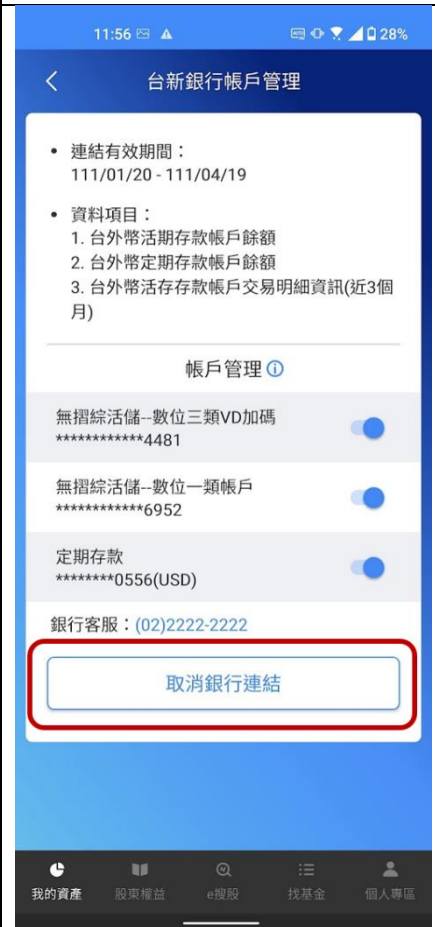 11:56 28%
台新銀行帳戶管理
• 連結有效期間：
111/01/20 - 111/04/19
• 資料項目：
1. 台外幣活期存款帳戶餘額
2. 台外幣定期存款帳戶餘額
3. 台外幣活存存款帳戶交易明細資訊(近3個
月)
帳戶管理
無摺綜活儲--數位三類VD加碼
************4481
無摺綜活儲--數位一類帳戶
************6952
定期存款
********0556(USD)
銀行客服：(02)2222-2222
取消銀行連結
我的資產 股東權益 e搜股 找基金 個人專區